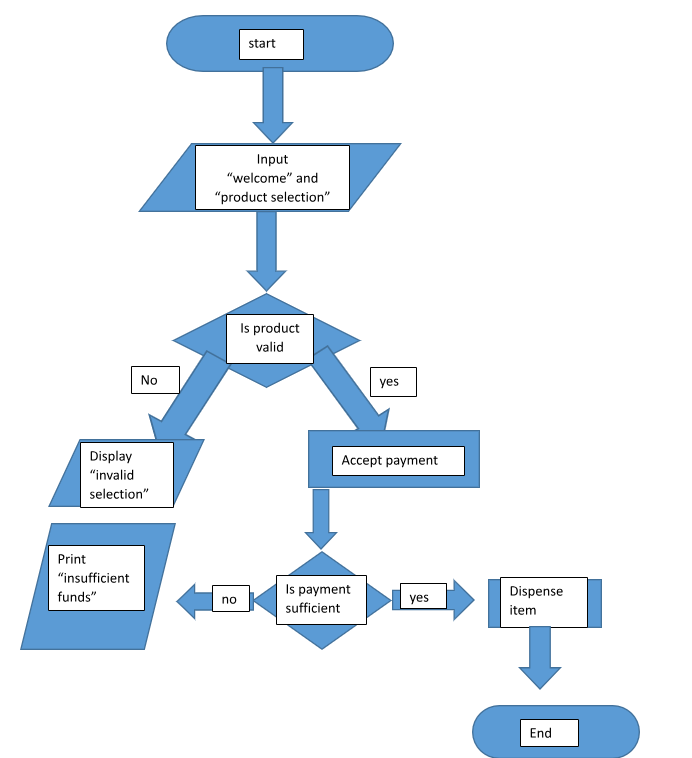 start
Input
“welcome” and
“product selection”
Is product
valid
No
yes
Display
“invalid
selection”
Accept payment
Print
“insufficient
funds”
no
Is payment
sufficient
yes
Dispense
item
End